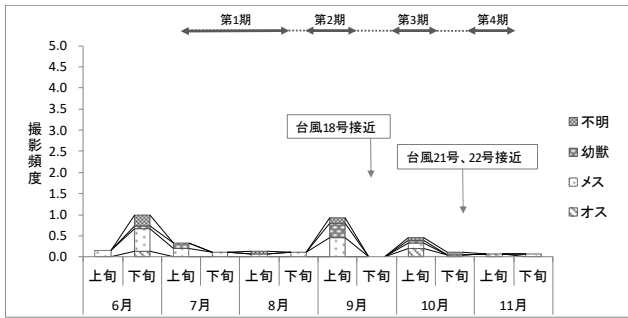 第1期 第2期 第3期 第4期
5.0
4.5
4.0
3.5
3.0
2.5
2.0
1.5
1.0
0.5
0.0
撮影頻度
台風18号接近
台風21号、22号接近
不明
幼獣
メス
オス
上旬 下旬 上旬 下旬 上旬 下旬 上旬 下旬 上旬 下旬 上旬 下旬
6月 7月 8月 9月 10月 11月